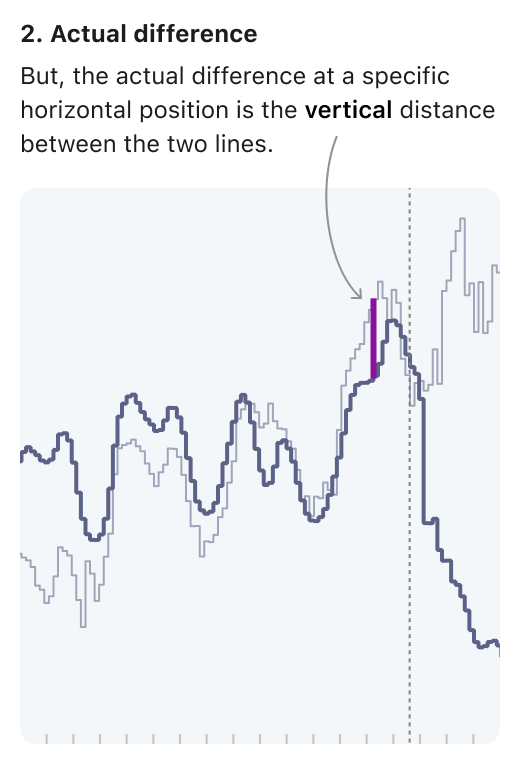 2. Actual difference
But, the actual difference at a specific
horizontal position is the vertical distance
between the two lines.